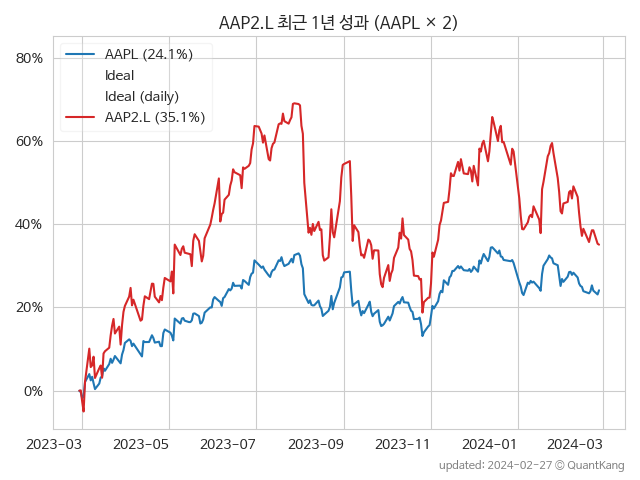 AAP2.L 최근 1년 성과 (AAPL × 2)
80%
60%
40%
20%
0%
AAPL (24.1%)
Ideal
Ideal (daily)
AAP2.L (35.1%)
2023-03 2023-05 2023-07 2023-09 2023-11 2024-01 2024-03
updated: 2024-02-27 © QuantKang